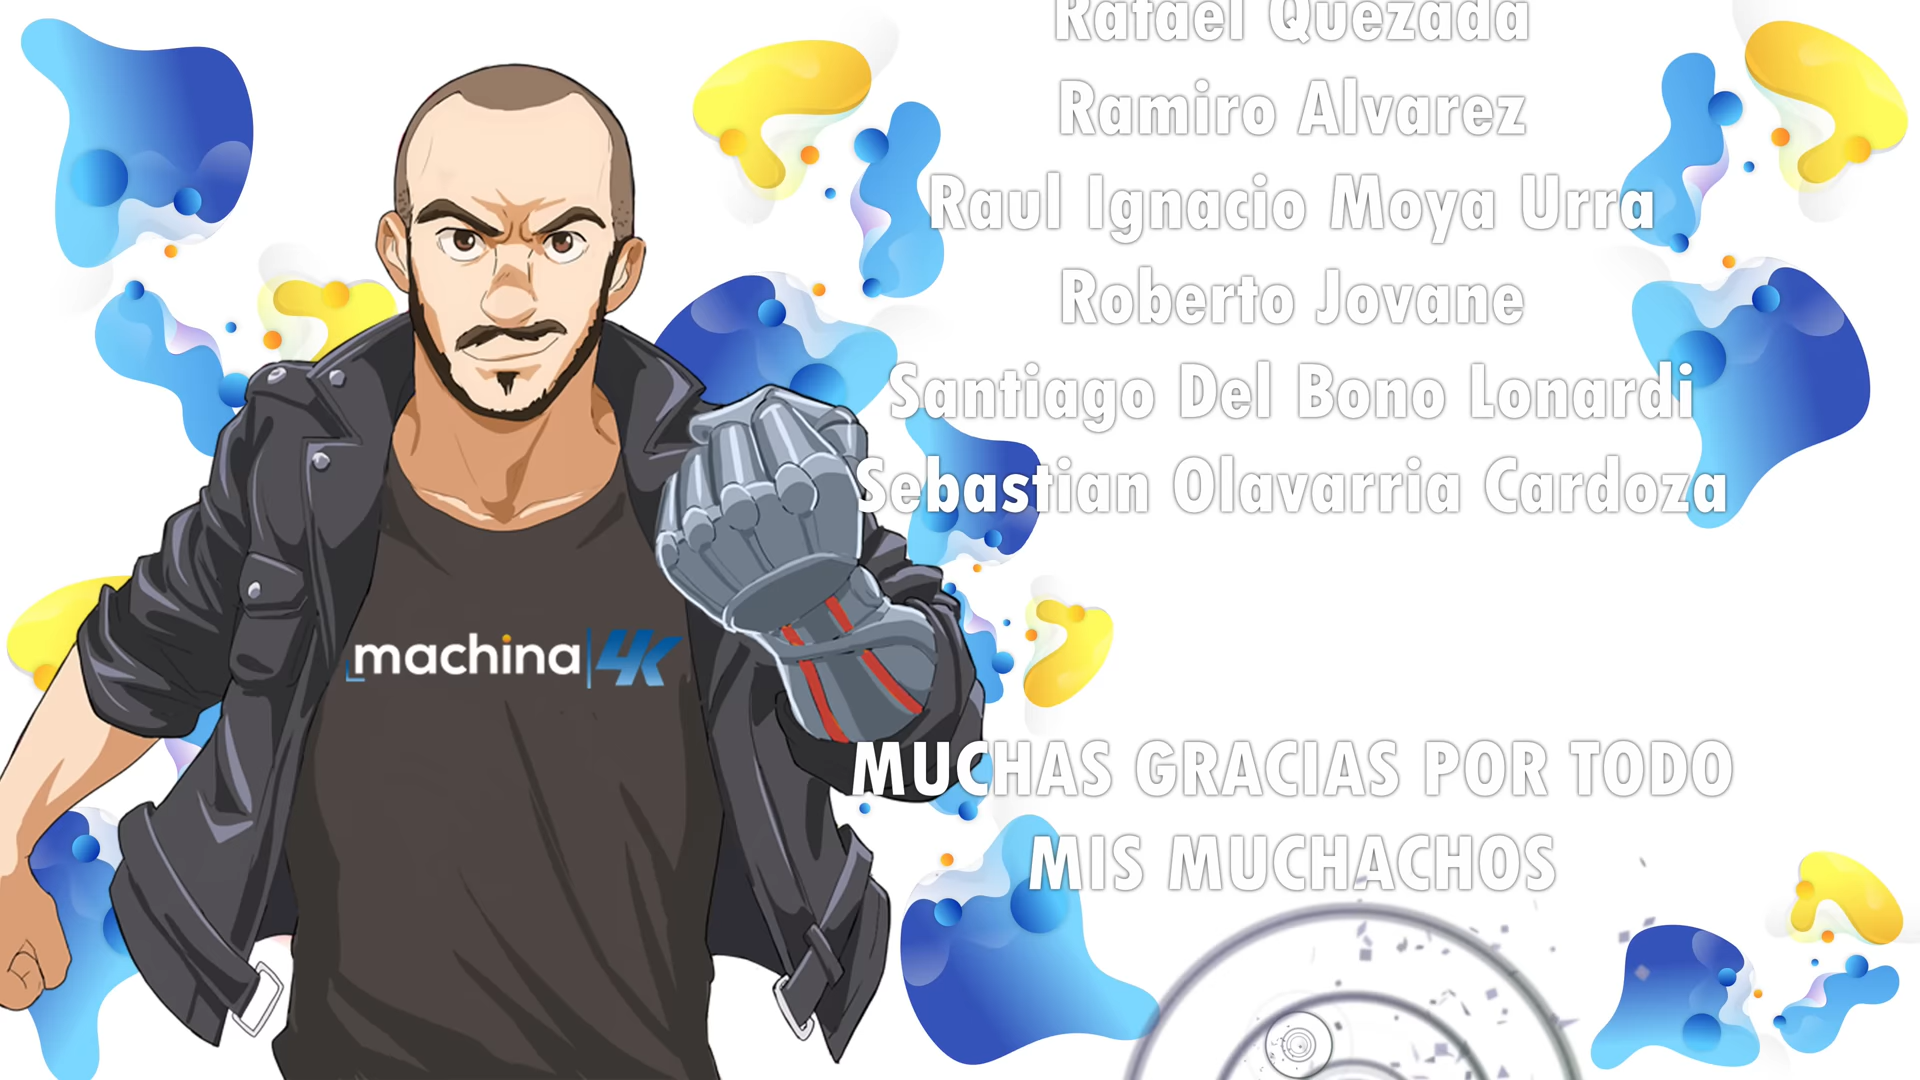 Rafael Quezada
Ramiro Alvarez
Raul Ignacio Moya Urra
Roberto Jovane
Santiago Del Bono Lonardi
Sebastian Olavarria Cardoza
machina|4K
MUCHAS GRACIAS POR TODO
MIS MUCHACHOS